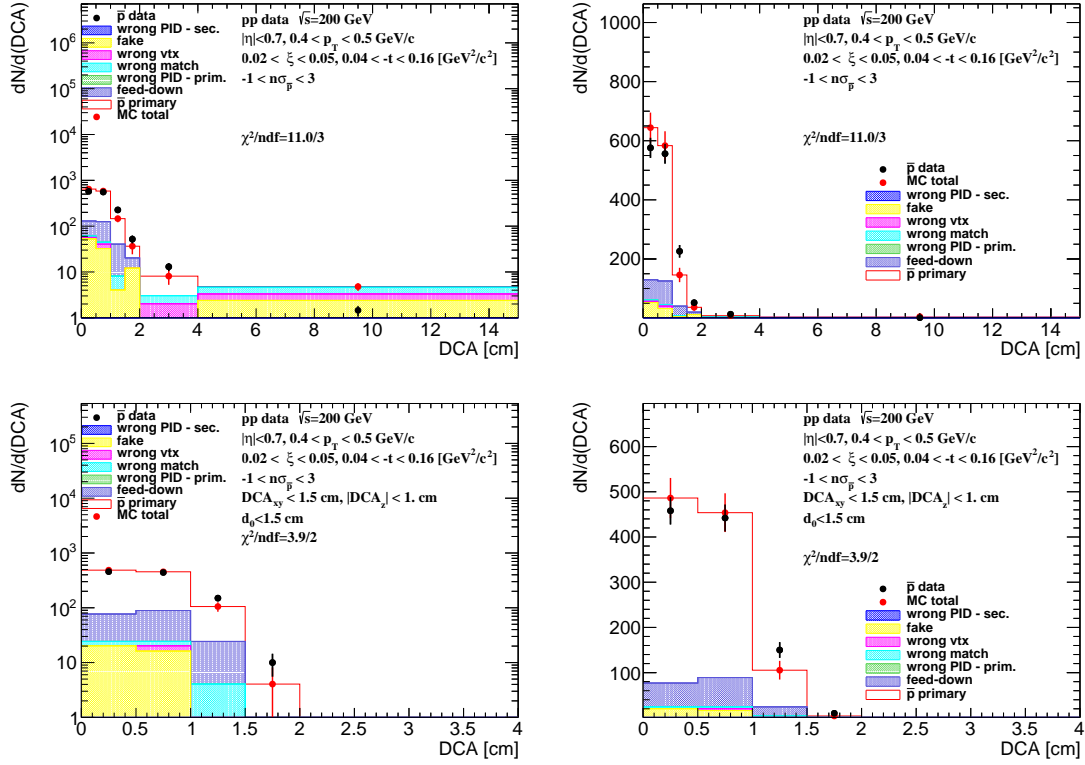 dN/d(DCA)
10⁶
10⁵
10⁴
10³
10²
10
1
p̅ data
wrong PID - sec.
fake
wrong vtx
wrong match
wrong PID - prim.
feed-down
p̅ primary
MC total
pp data √s=200 GeV
|η|<0.7, 0.4 < p_T < 0.5 GeV/c
0.02 < ξ < 0.05, 0.04 < -t < 0.16 [GeV²/c²]
-1 < nσ_p̅ < 3
χ²/ndf=11.0/3
0 2 4 6 8 10 12 14
DCA [cm]
dN/d(DCA)
1000
800
600
400
200
0
pp data √s=200 GeV
|η|<0.7, 0.4 < p_T < 0.5 GeV/c
0.02 < ξ < 0.05, 0.04 < -t < 0.16 [GeV²/c²]
-1 < nσ_p̅ < 3
χ²/ndf=11.0/3
p̅ data
MC total
wrong PID - sec.
fake
wrong vtx
wrong match
wrong PID - prim.
feed-down
p̅ primary
0 2 4 6 8 10 12 14
DCA [cm]
dN/d(DCA)
10⁵
10⁴
10³
10²
10
1
p̅ data
wrong PID - sec.
fake
wrong vtx
wrong match
wrong PID - prim.
feed-down
p̅ primary
MC total
pp data √s=200 GeV
|η|<0.7, 0.4 < p_T < 0.5 GeV/c
0.02 < ξ < 0.05, 0.04 < -t < 0.16 [GeV²/c²]
-1 < nσ_p̅ < 3
DCA_xy < 1.5 cm, |DCA_z| < 1. cm
d₀<1.5 cm
χ²/ndf=3.9/2
0 0.5 1 1.5 2 2.5 3 3.5 4
DCA [cm]
dN/d(DCA)
600
500
400
300
200
100
pp data √s=200 GeV
|η|<0.7, 0.4 < p_T < 0.5 GeV/c
0.02 < ξ < 0.05, 0.04 < -t < 0.16 [GeV²/c²]
-1 < nσ_p̅ < 3
DCA_xy < 1.5 cm, |DCA_z| < 1. cm
d₀<1.5 cm
χ²/ndf=3.9/2
p̅ data
MC total
wrong PID - sec.
fake
wrong vtx
wrong match
wrong PID - prim.
feed-down
p̅ primary
0 0.5 1 1.5 2 2.5 3 3.5 4
DCA [cm]